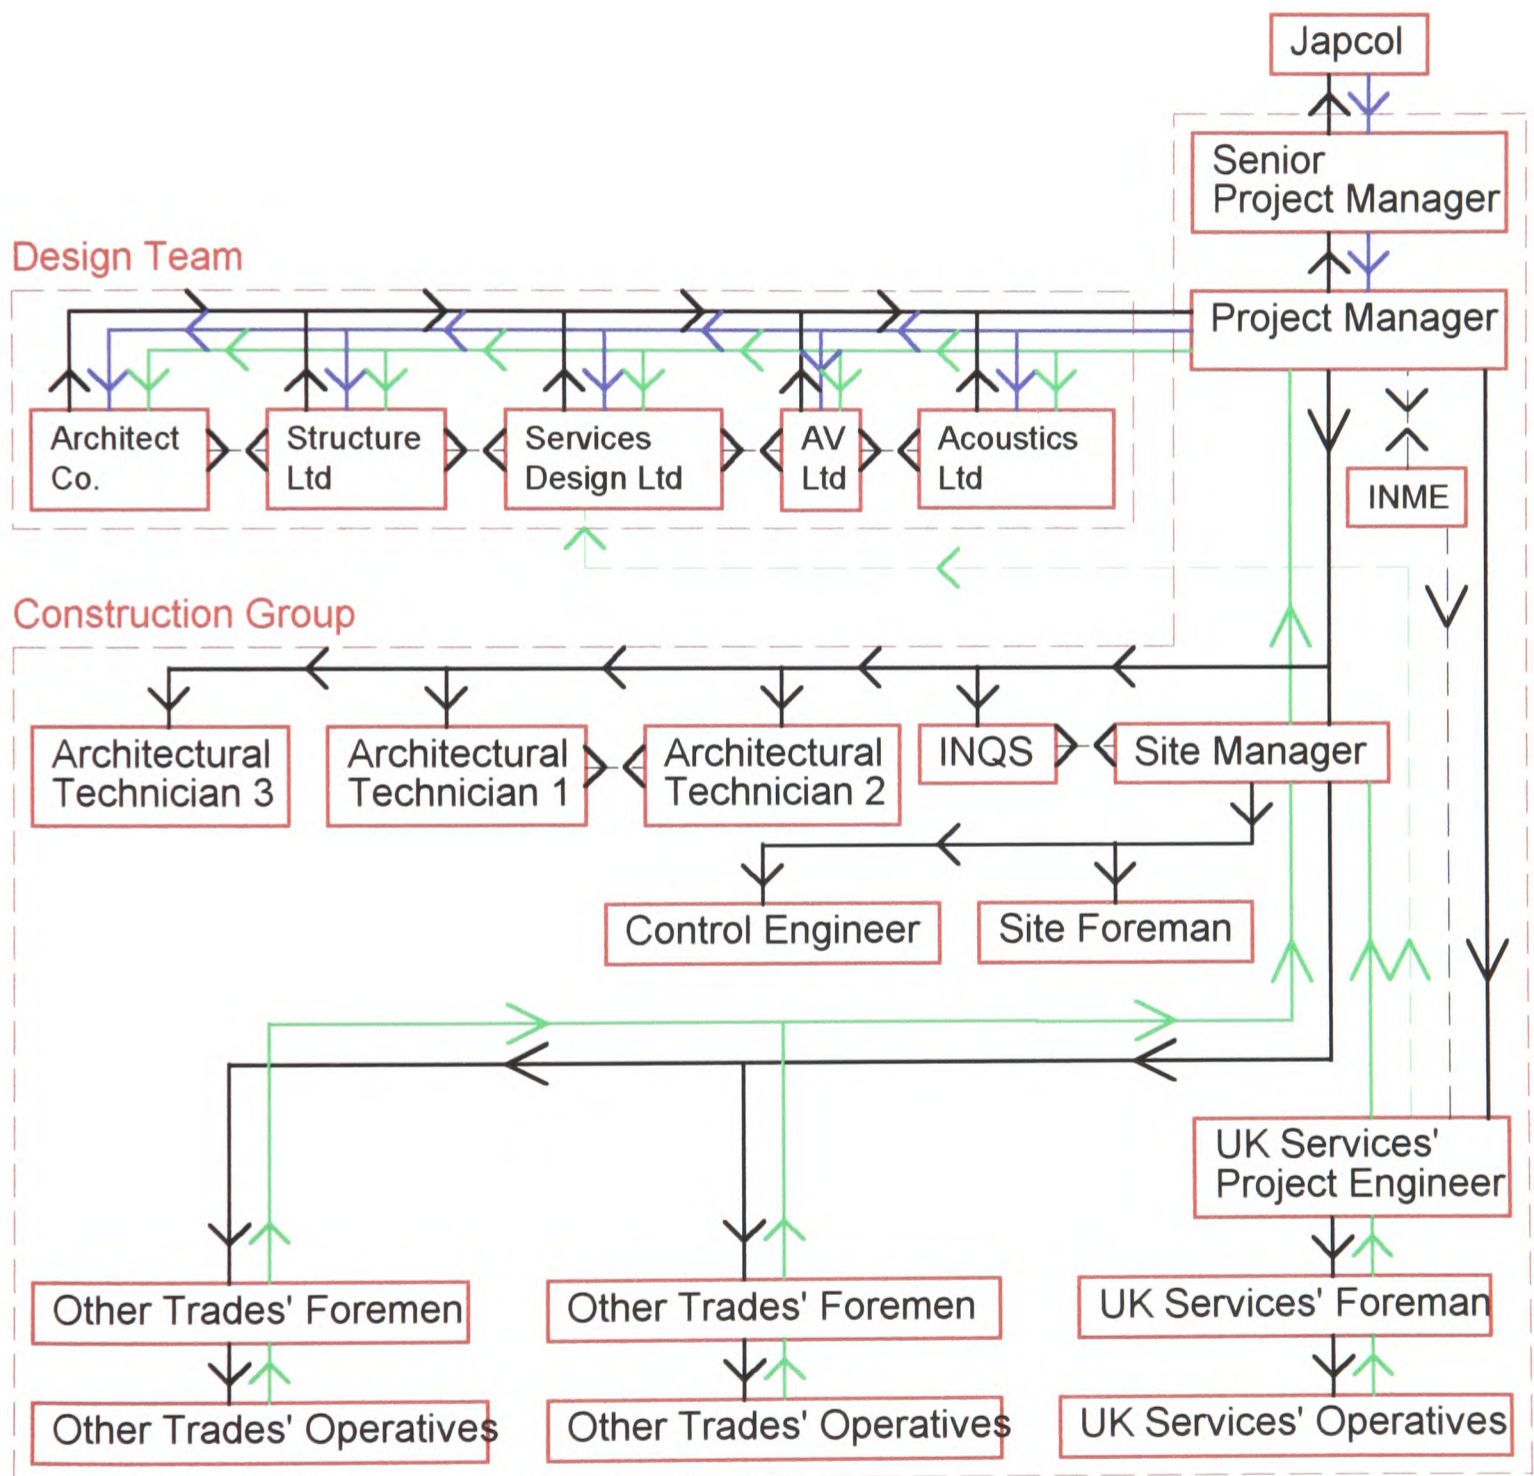 Japcol
Senior
Project Manager
Design Team
Project Manager
Architect
Co.
Structure
Ltd
Services
Design Ltd
AV
Ltd
Acoustics
Ltd
INME
Construction Group
Architectural
Technician 3
Architectural
Technician 1
Architectural
Technician 2
INQS
Site Manager
Control Engineer
Site Foreman
UK Services'
Project Engineer
Other Trades' Foremen
Other Trades' Foremen
UK Services' Foreman
Other Trades' Operatives
Other Trades' Operatives
UK Services' Operatives